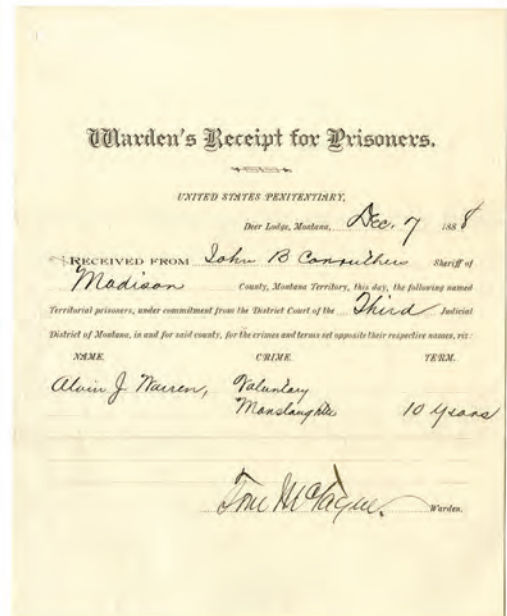 Warden's Receipt for Prisoners.
UNITED STATES PENITENTIARY,
Deer Lodge, Montana, Dec. 7 1888
RECEIVED FROM John B Carruthers Sheriff of
Madison County, Montana Territory, this day, the following named
Territorial prisoners, under commitment from the District Court of the Third Judicial
District of Montana, in and for said county, for the crimes and terms set opposite their respective names, viz:
NAME. CRIME. TERM.
Alvin J. Warren, Voluntary
Manslaughter 10 years
Tom McTague. Warden.